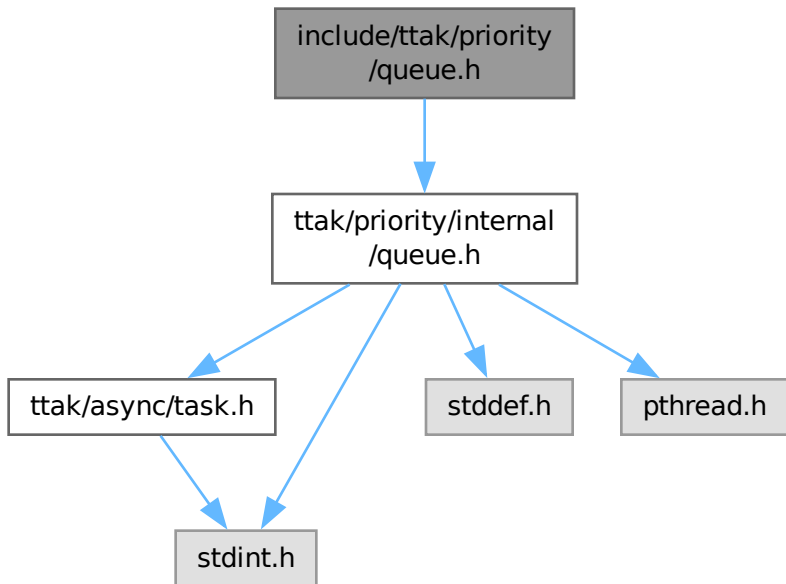 include/ttak/priority
/queue.h
ttak/priority/internal
/queue.h
ttak/async/task.h
stddef.h
pthread.h
stdint.h